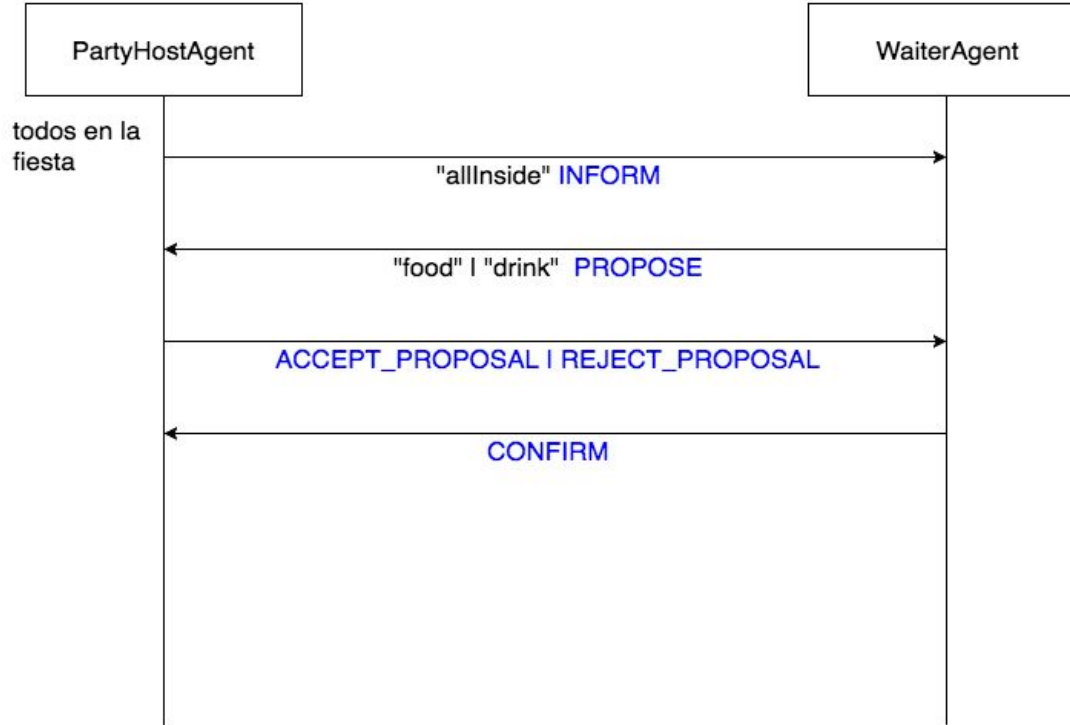 PartyHostAgent
WaiterAgent
todos en la
fiesta
"allInside" INFORM
"food" | "drink" PROPOSE
ACCEPT_PROPOSAL | REJECT_PROPOSAL
CONFIRM